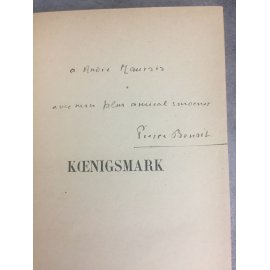 à André Maurois
avec mon plus amical souvenir
Pierre Benoit
KŒNIGSMARK